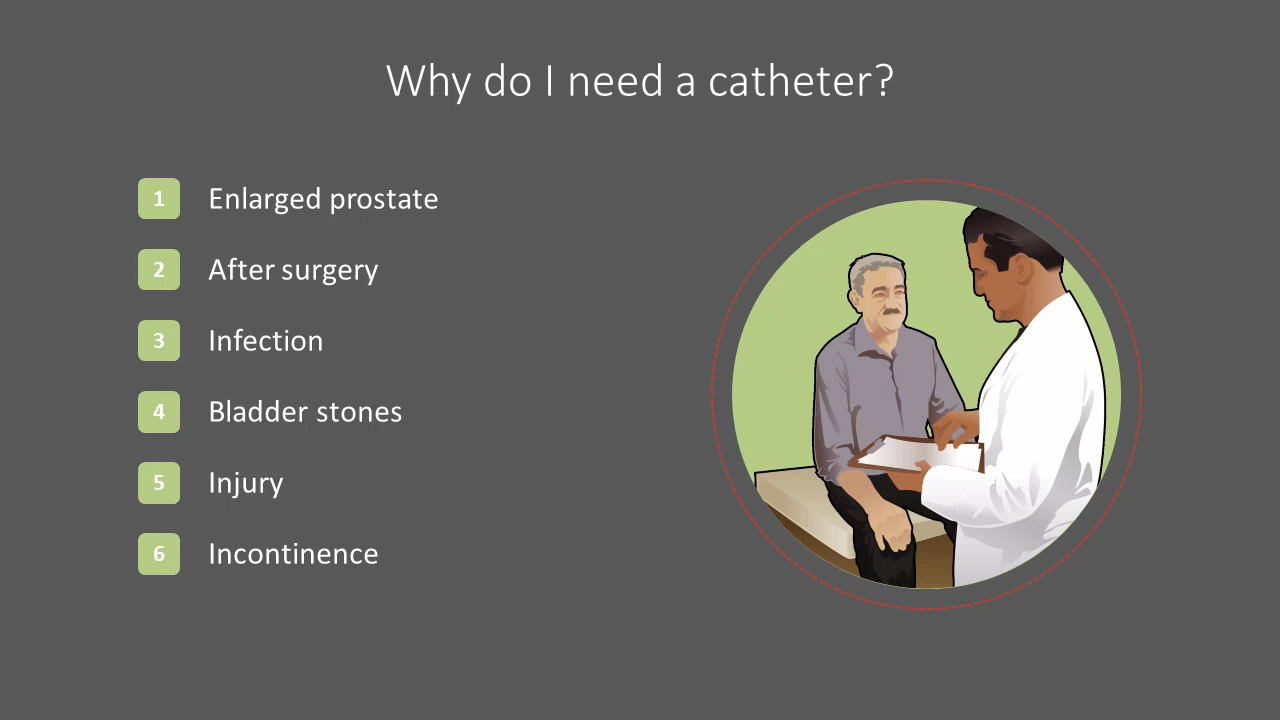 Why do I need a catheter?
1 Enlarged prostate
2 After surgery
3 Infection
4 Bladder stones
5 Injury
6 Incontinence